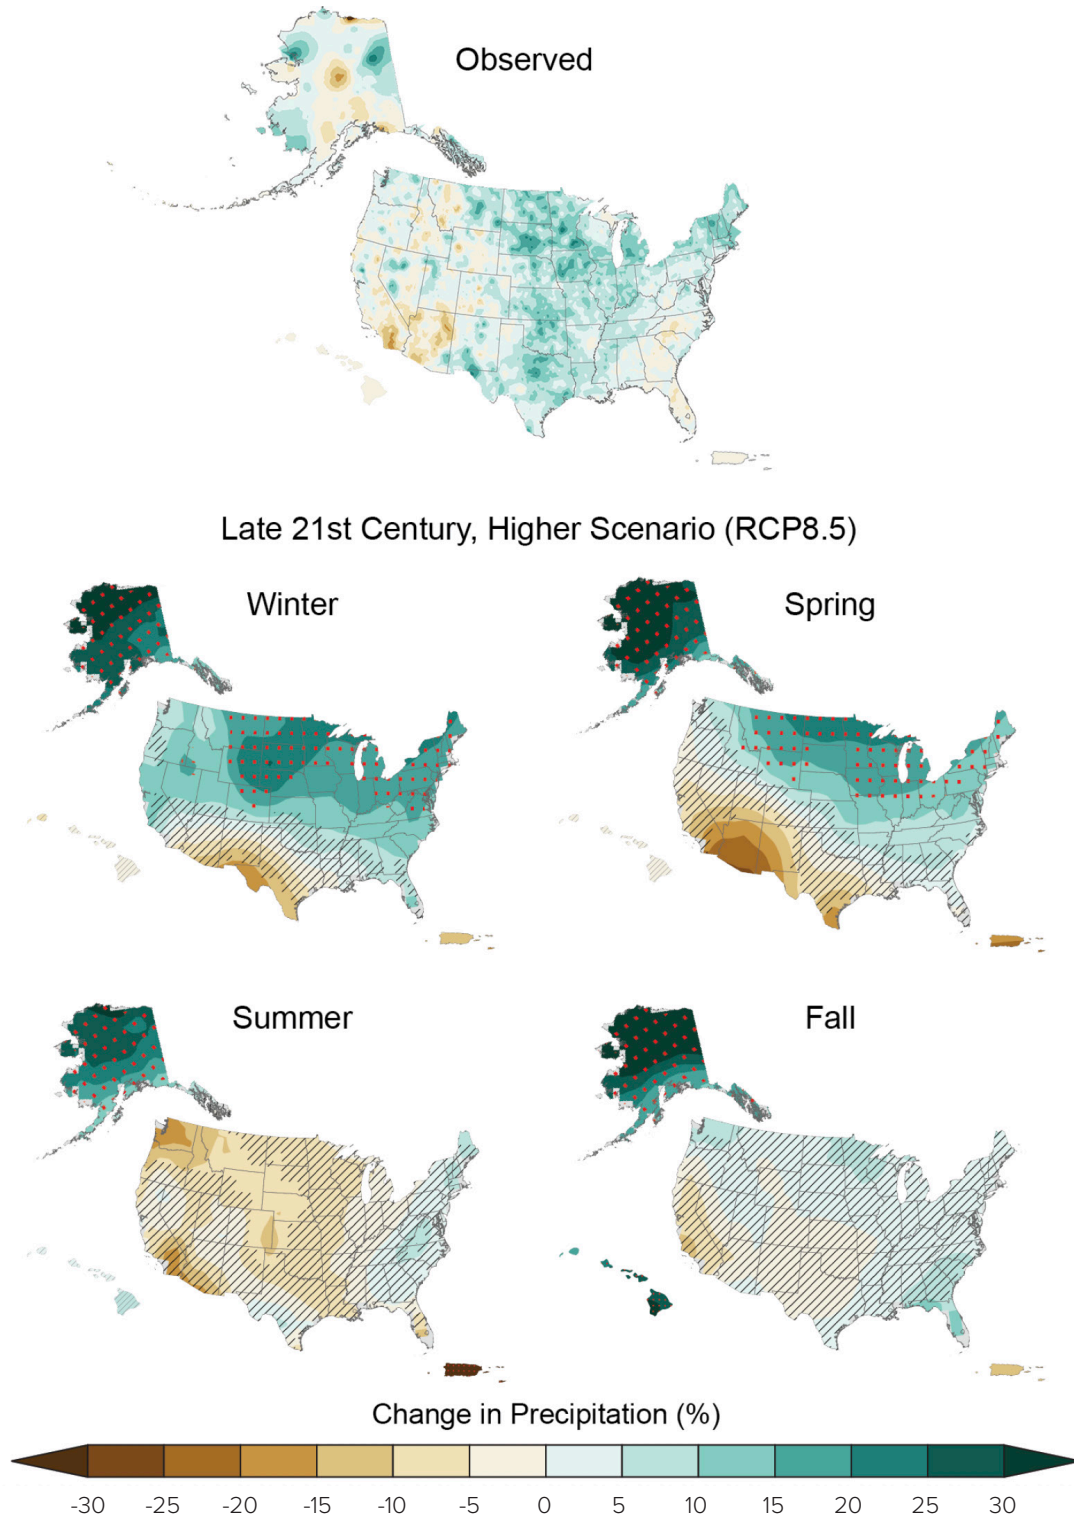 Observed
Late 21st Century, Higher Scenario (RCP8.5)
Winter
Spring
Summer
Fall
Change in Precipitation (%)
-30 -25 -20 -15 -10 -5 0 5 10 15 20 25 30